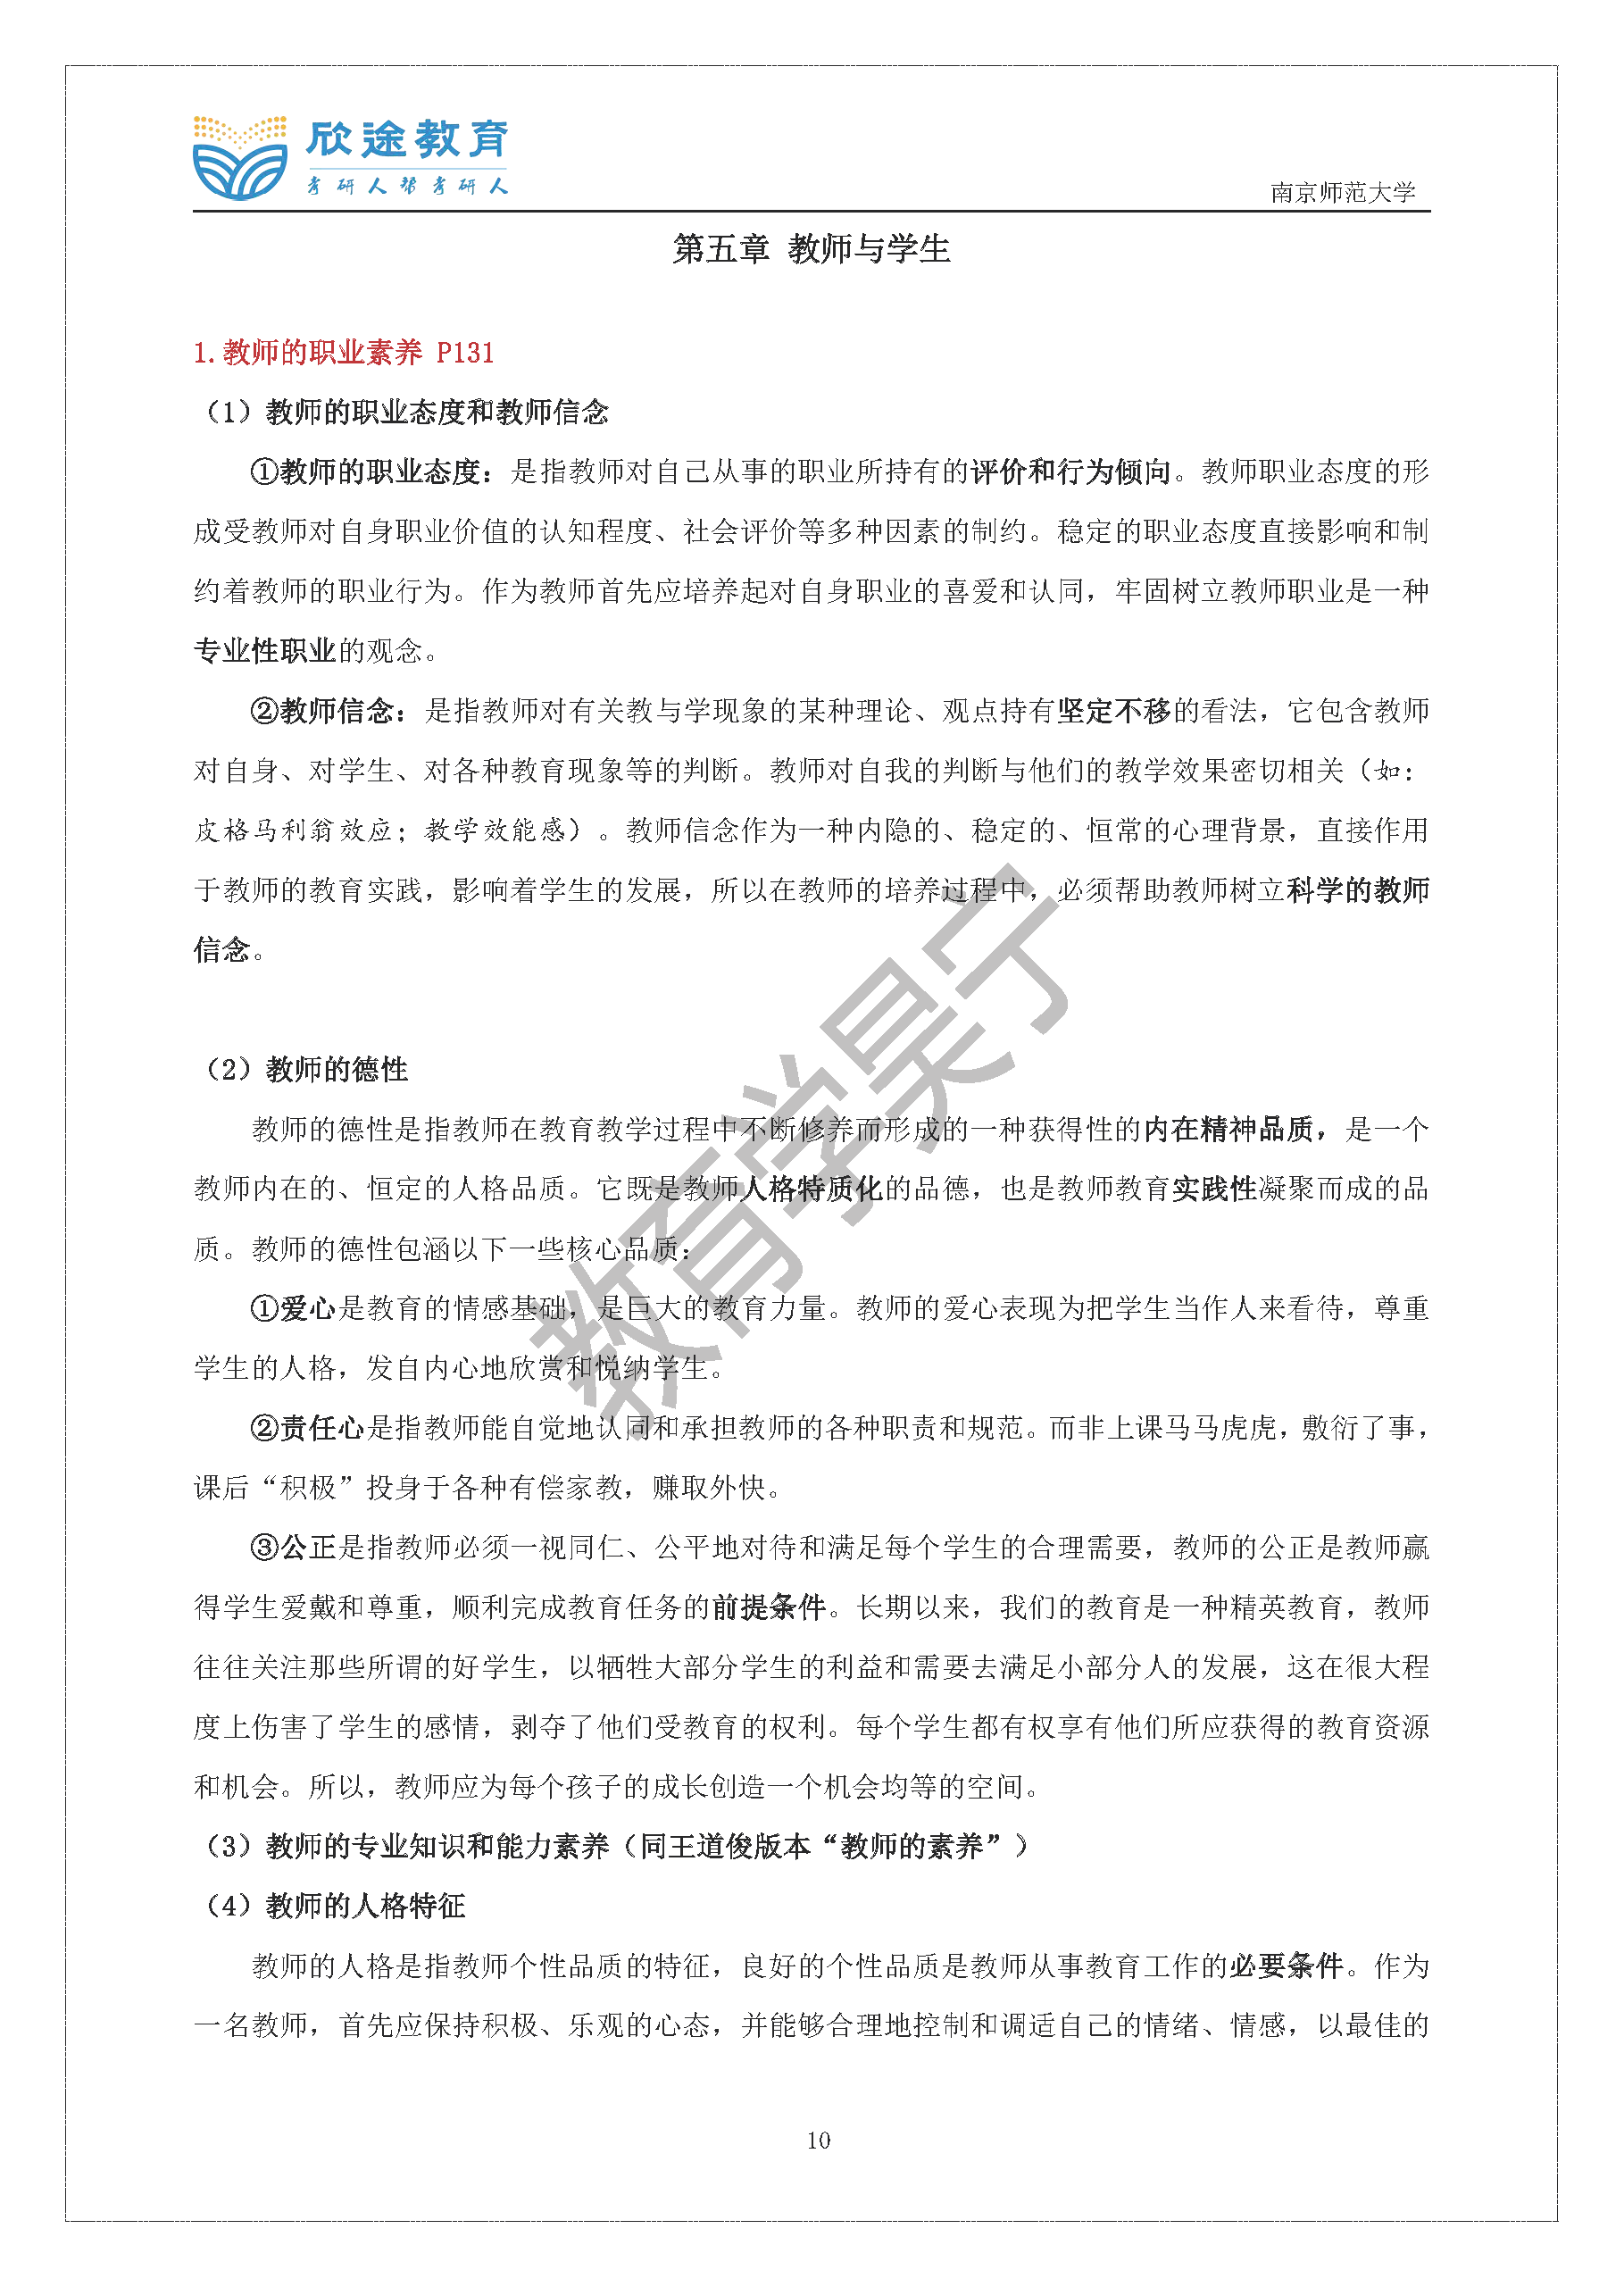 欣途教育
考研人帮考研人
南京师范大学
第五章 教师与学生
1.教师的职业素养 P131
（1）教师的职业态度和教师信念
①教师的职业态度：是指教师对自己从事的职业所持有的评价和行为倾向。教师职业态度的形
成受教师对自身职业价值的认知程度、社会评价等多种因素的制约。稳定的职业态度直接影响和制
约着教师的职业行为。作为教师首先应培养起对自身职业的喜爱和认同，牢固树立教师职业是一种
专业性职业的观念。
②教师信念：是指教师对有关教与学现象的某种理论、观点持有坚定不移的看法，它包含教师
对自身、对学生、对各种教育现象等的判断。教师对自我的判断与他们的教学效果密切相关（如：
皮格马利翁效应；教学效能感）。教师信念作为一种内隐的、稳定的、恒常的心理背景，直接作用
于教师的教育实践，影响着学生的发展，所以在教师的培养过程中，必须帮助教师树立科学的教师
信念。
（2）教师的德性
教师的德性是指教师在教育教学过程中不断修养而形成的一种获得性的内在精神品质，是一个
教师内在的、恒定的人格品质。它既是教师人格特质化的品德，也是教师教育实践性凝聚而成的品
质。教师的德性包涵以下一些核心品质：
①爱心是教育的情感基础，是巨大的教育力量。教师的爱心表现为把学生当作人来看待，尊重
学生的人格，发自内心地欣赏和悦纳学生。
②责任心是指教师能自觉地认同和承担教师的各种职责和规范。而非上课马马虎虎，敷衍了事，
课后“积极”投身于各种有偿家教，赚取外快。
③公正是指教师必须一视同仁、公平地对待和满足每个学生的合理需要，教师的公正是教师赢
得学生爱戴和尊重，顺利完成教育任务的前提条件。长期以来，我们的教育是一种精英教育，教师
往往关注那些所谓的好学生，以牺牲大部分学生的利益和需要去满足小部分人的发展，这在很大程
度上伤害了学生的感情，剥夺了他们受教育的权利。每个学生都有权享有他们所应获得的教育资源
和机会。所以，教师应为每个孩子的成长创造一个机会均等的空间。
（3）教师的专业知识和能力素养（同王道俊版本“教师的素养”）
（4）教师的人格特征
教师的人格是指教师个性品质的特征，良好的个性品质是教师从事教育工作的必要条件。作为
一名教师，首先应保持积极、乐观的心态，并能够合理地控制和调适自己的情绪、情感，以最佳的
教育学昊宁
10